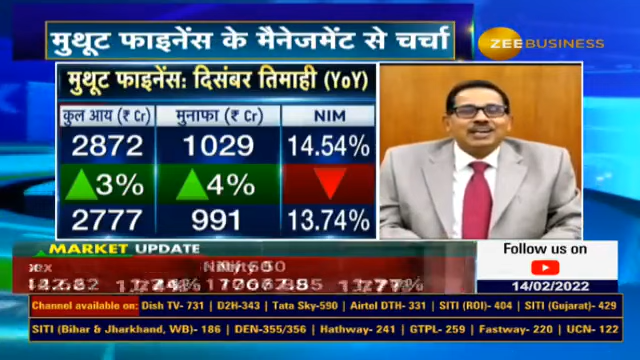 मुथूट फाइनेंस के मैनेजमेंट से चर्चा
ZEEBUSINESS
मुथूट फाइनेंस: दिसंबर तिमाही (YoY)
कुल आय (₹ Cr) मुनाफा (₹ Cr) NIM
2872 1029 14.54%
3% 4%
2777 991 13.74%
MARKET UPDATE
Follow us on
14/02/2022
Channel available on: Dish TV- 731 | D2H-343 | Tata Sky-590 | Airtel DTH- 331 | SITI (ROI)- 404 | SITI (Gujarat)- 429
SITI (Bihar & Jharkhand, WB)- 186 | DEN-355/356 | Hathway- 241 | GTPL- 259 | Fastway- 220 | UCN- 122